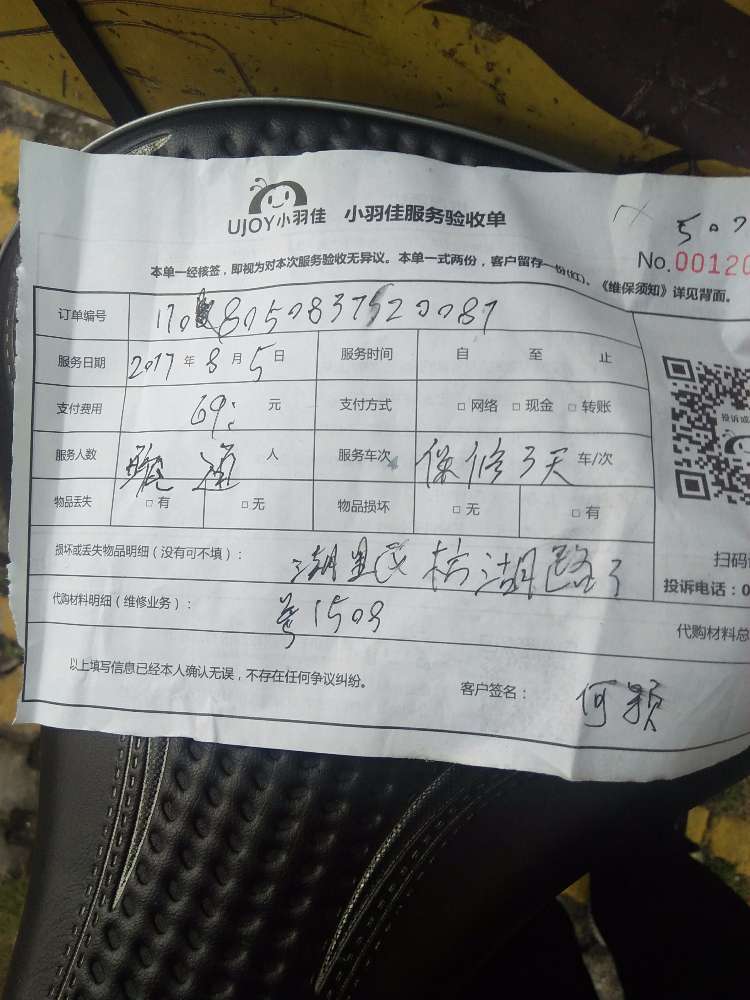 UJOY小羽佳 小羽佳服务验收单
507
No.00120
本单一经核签,即视为对本次服务验收无异议。本单一式两份,客户留存一份(红)。《维保须知》详见背面。
订单编号
服务日期 2017年8月5日 服务时间 自 至 止
支付费用 69: 元 支付方式 □ 网络 □ 现金 □ 转账
服务人数 人 服务车次 保修3天 车/次
物品丢失 □ 有 □ 无 物品损坏 □ 无 □ 有
投诉或
损坏或丢失物品明细(没有可不填): 湖里区 湖路3
扫码
投诉电话:0
代购材料明细(维修业务): 号1509
代购材料总
以上填写信息已经本人确认无误,不存在任何争议纠纷。
客户签名: 何颖